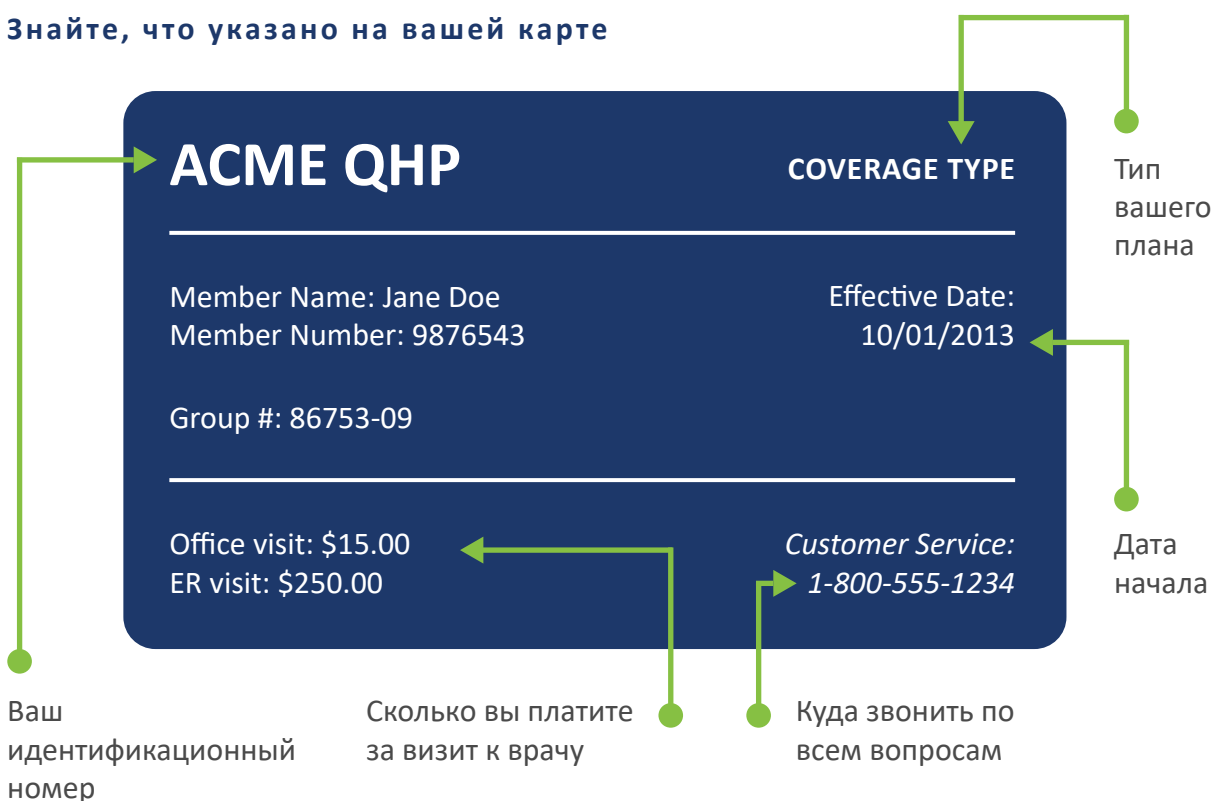 Знайте, что указано на вашей карте
ACME QHP
COVERAGE TYPE
Тип
вашего
плана
Member Name: Jane Doe
Member Number: 9876543
Effective Date:
10/01/2013
Group #: 86753-09
Office visit: $15.00
ER visit: $250.00
Customer Service:
1-800-555-1234
Дата
начала
Ваш
идентификационный
номер
Сколько вы платите
за визит к врачу
Куда звонить по
всем вопросам